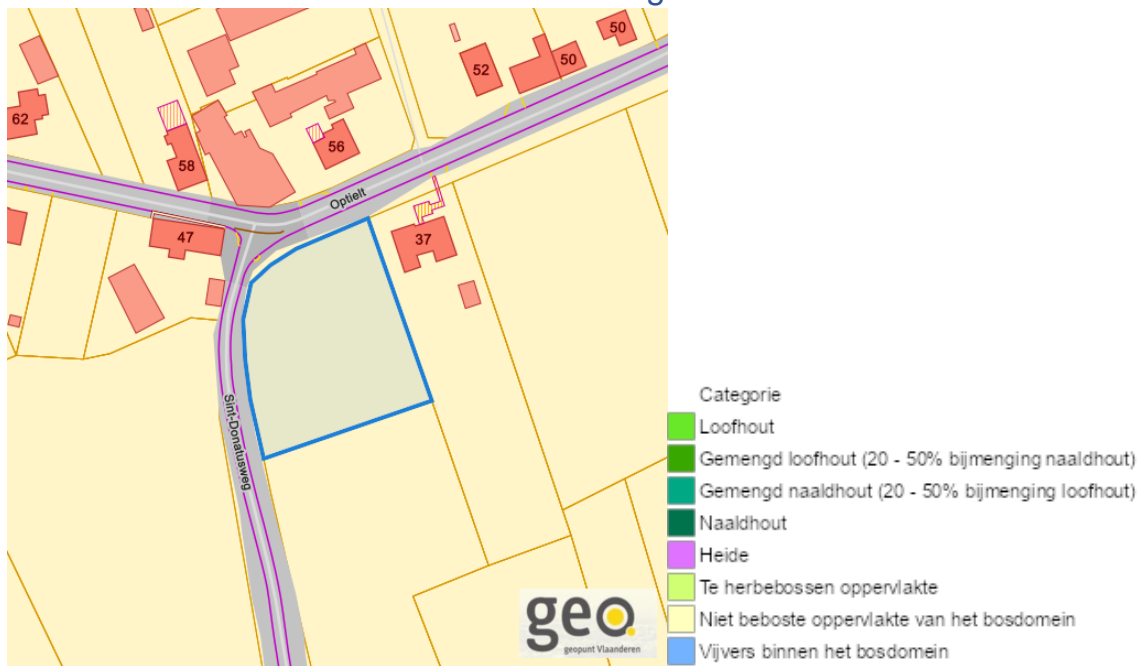 62
58
56
52
50
50
47
37
Optielt
Sint-Donatusweg
geo
geopunt Vlaanderen
Categorie
Loofhout
Gemengd loofhout (20 - 50% bijmenging naaldhout)
Gemengd naaldhout (20 - 50% bijmenging loofhout)
Naaldhout
Heide
Te herbebossen oppervlakte
Niet beboste oppervlakte van het bosdomein
Vijvers binnen het bosdomein